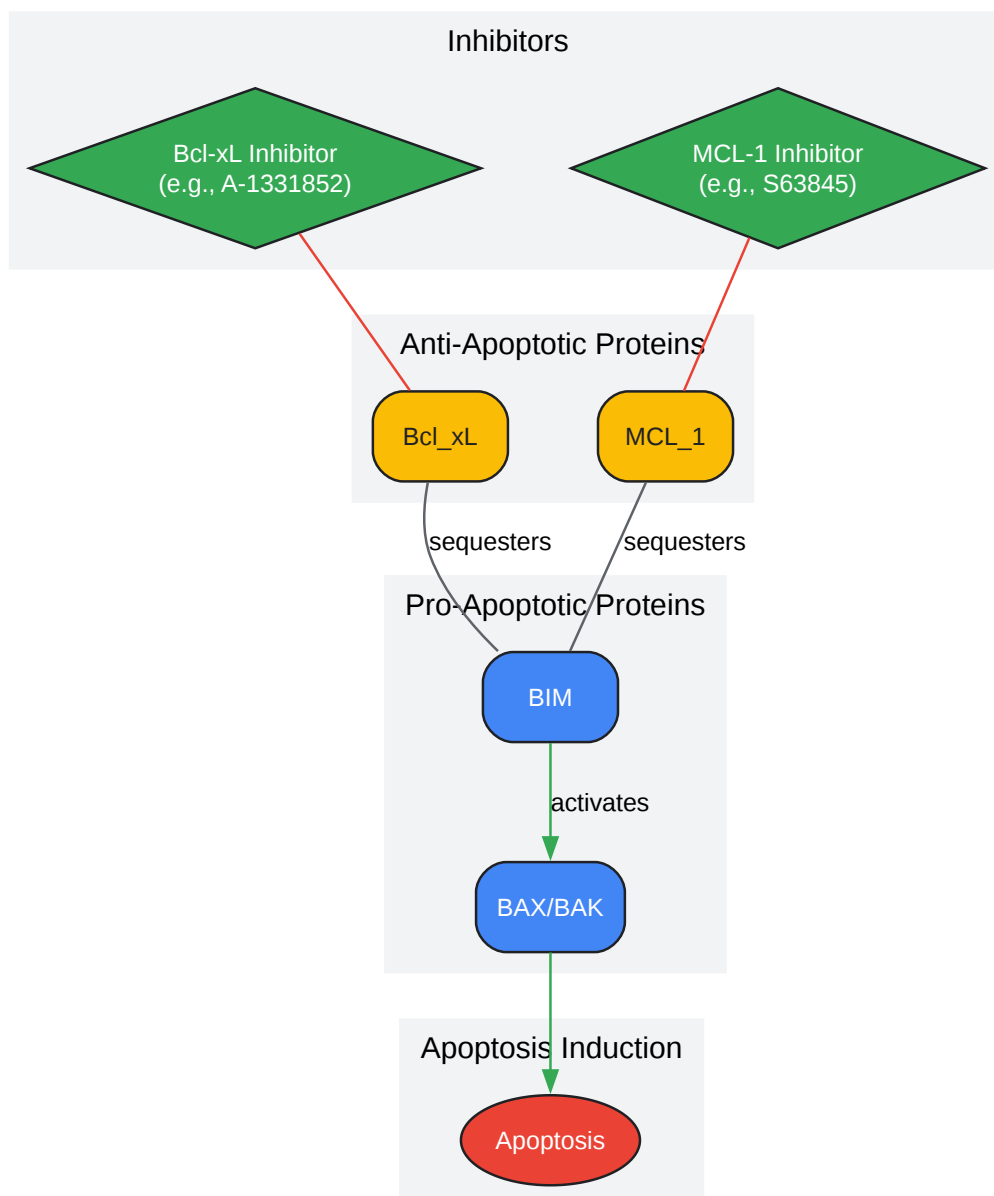 Inhibitors
Bcl-xL Inhibitor
(e.g., A-1331852)
MCL-1 Inhibitor
(e.g., S63845)
Anti-Apoptotic Proteins
Bcl_xL
MCL_1
sequesters
sequesters
Pro-Apoptotic Proteins
BIM
activates
BAX/BAK
Apoptosis Induction
Apoptosis